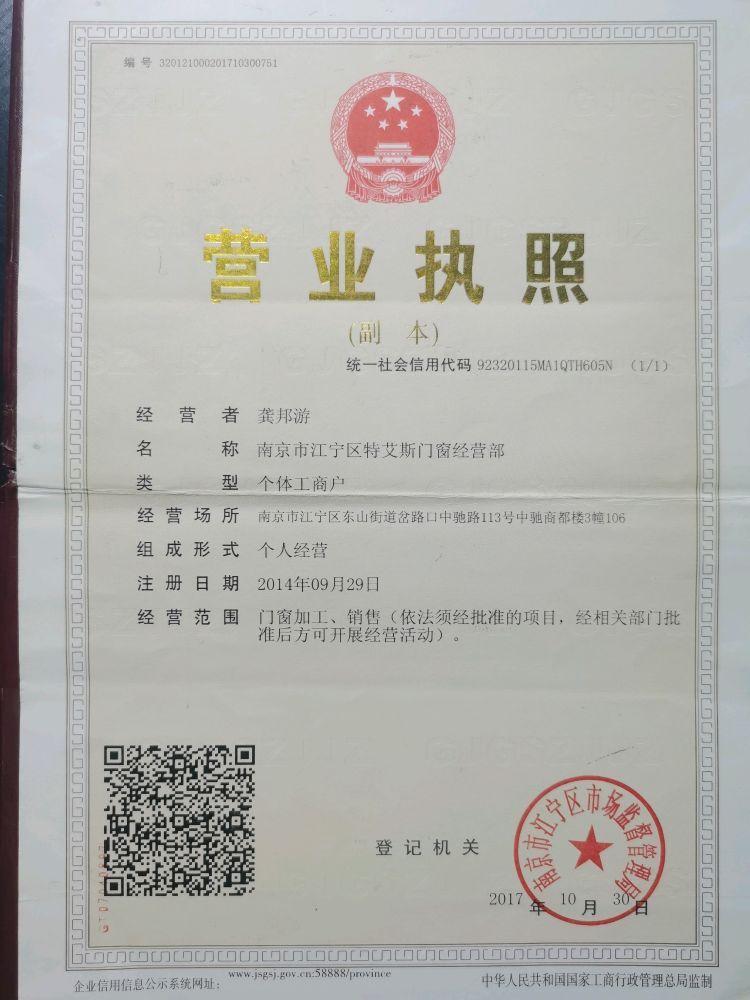 编 号 320121000201710300751
营业执照
(副 本)
统一社会信用代码 92320115MA1QTH605N (1/1)
经营者 龚邦游
名称 南京市江宁区特艾斯门窗经营部
类型 个体工商户
经营场所 南京市江宁区东山街道岔路口中驰路113号中驰商都楼3幢106
组成形式 个人经营
注册日期 2014年09月29日
经营范围 门窗加工、销售（依法须经批准的项目，经相关部门批
准后方可开展经营活动）。
登记机关
南京市江宁区市场监督管理局
2017 年 10 月 30 日
企业信用信息公示系统网址： www.jsgsj.gov.cn:58888/province
中华人民共和国国家工商行政管理总局监制